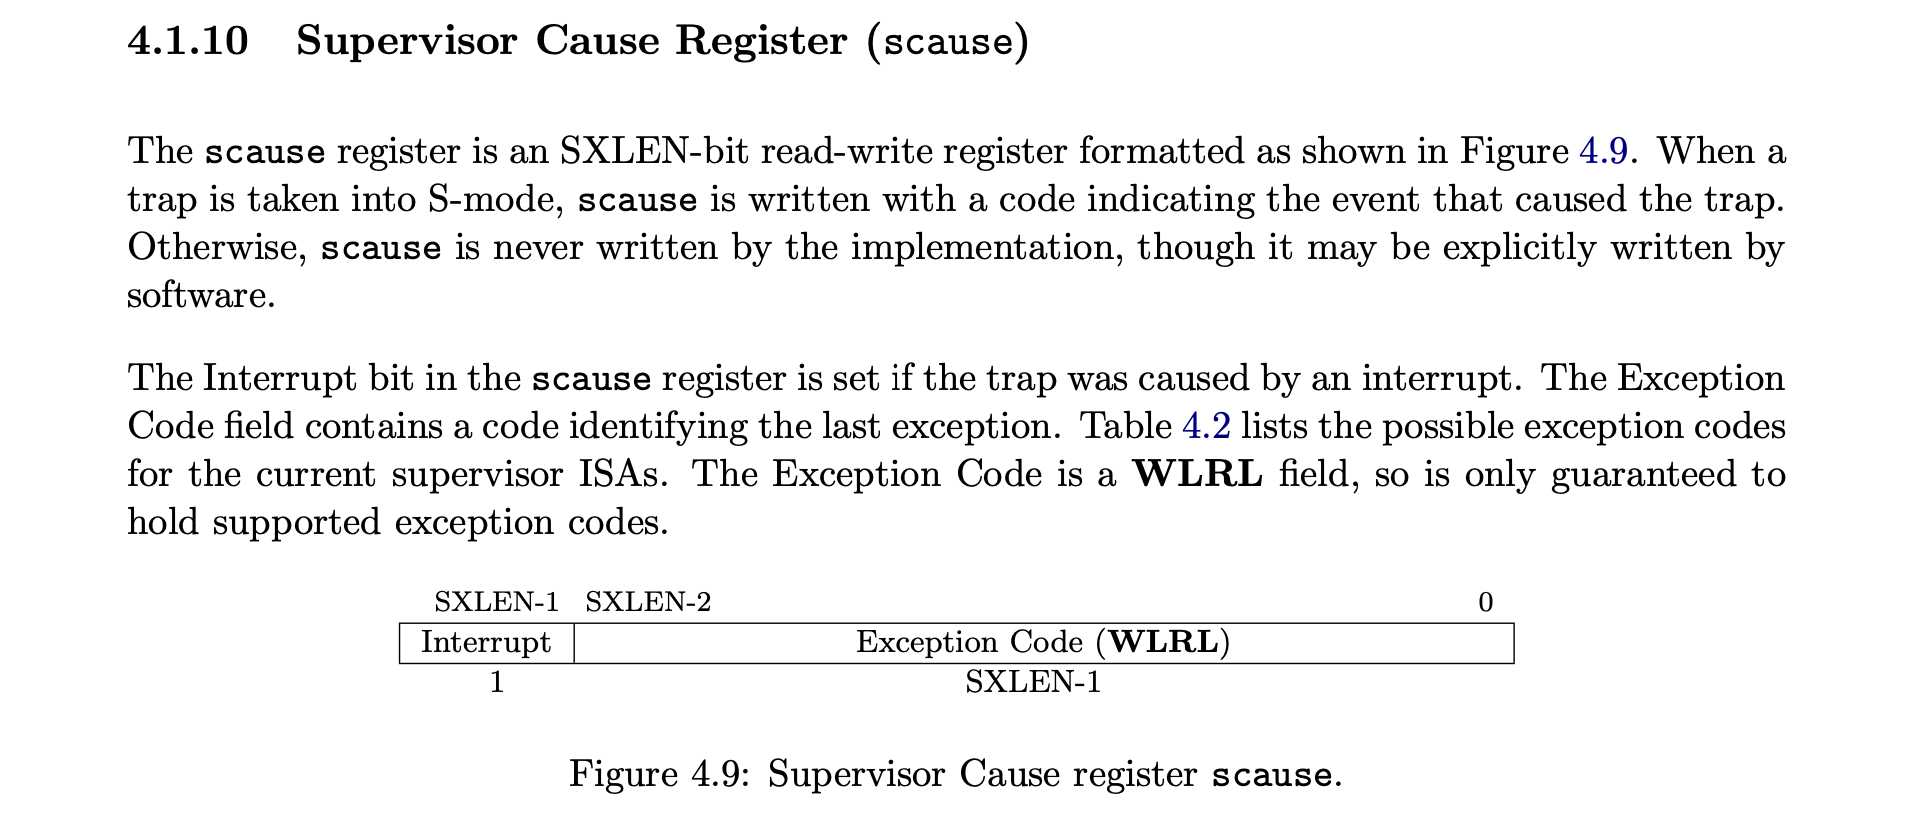 4.1.10 Supervisor Cause Register (scause)
The scause register is an SXLEN-bit read-write register formatted as shown in Figure 4.9. When a
trap is taken into S-mode, scause is written with a code indicating the event that caused the trap.
Otherwise, scause is never written by the implementation, though it may be explicitly written by
software.
The Interrupt bit in the scause register is set if the trap was caused by an interrupt. The Exception
Code field contains a code identifying the last exception. Table 4.2 lists the possible exception codes
for the current supervisor ISAs. The Exception Code is a WLRL field, so is only guaranteed to
hold supported exception codes.
SXLEN-1 SXLEN-2 0
Interrupt Exception Code (WLRL)
1 SXLEN-1
Figure 4.9: Supervisor Cause register scause.